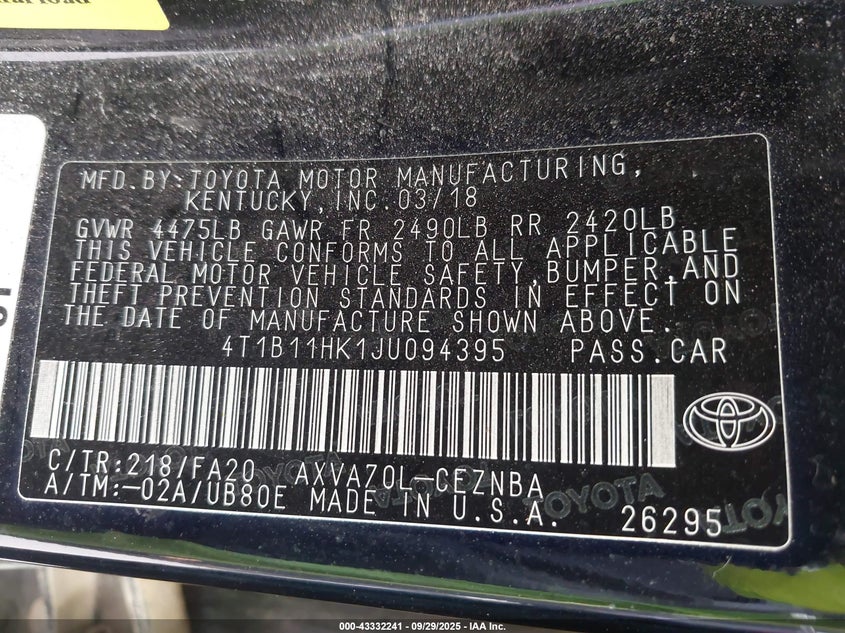 MFD.BY:TOYOTA MOTOR MANUFACTURING,
KENTUCKY,INC.03/18
GVWR 4475LB GAWR FR 2490LB RR 2420LB
THIS VEHICLE CONFORMS TO ALL APPLICABLE
FEDERAL MOTOR VEHICLE SAFETY,BUMPER,AND
THEFT PREVENTION STANDARDS IN EFFECT ON
THE DATE OF MANUFACTURE SHOWN ABOVE.
4T1B11HK1JU094395 PASS.CAR
C/TR:218/FA20 AXVA70L-CEZNBA
A/TM:-02A/UB80E MADE IN U.S.A. 26295
TOYOTA
000-43332241 - 09/29/2025 - IAA Inc.